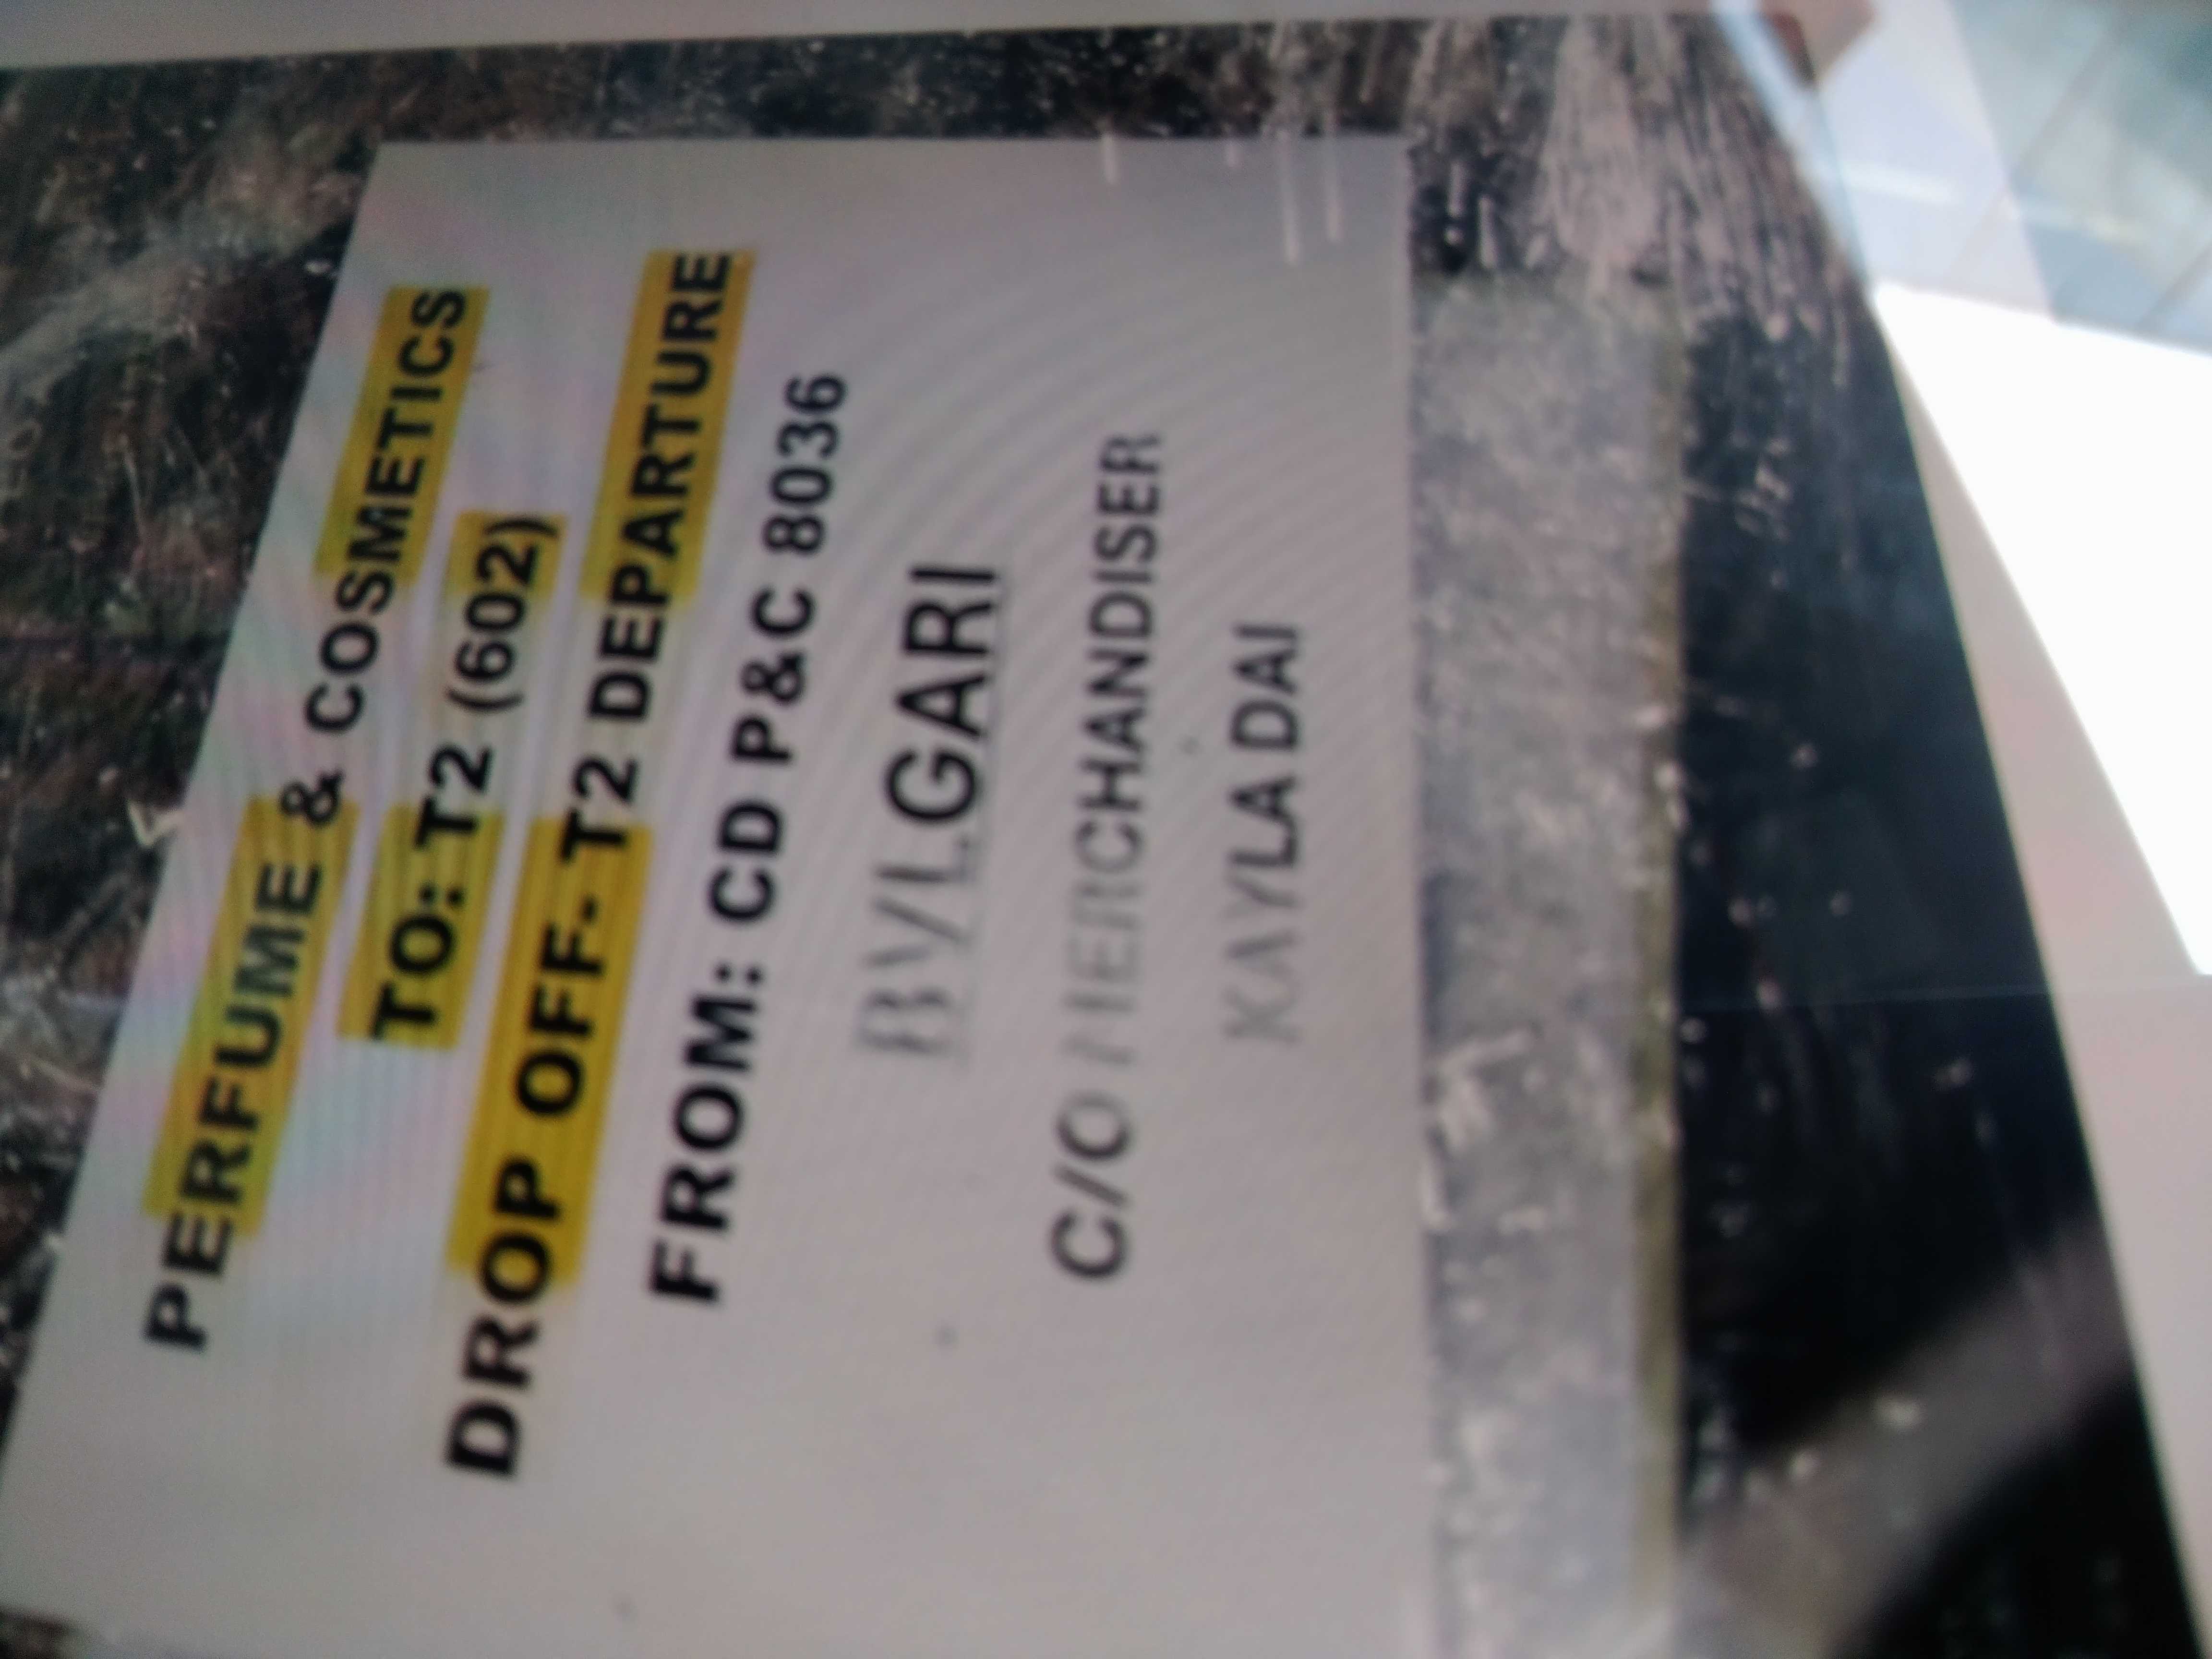 PERFUME & COSMETICS
TO: T2 (602)
DROP OFF- T2 DEPARTURE
FROM: CD P&C 8036
BVLGARI
C/O MERCHANDISER
KAYLA DAI